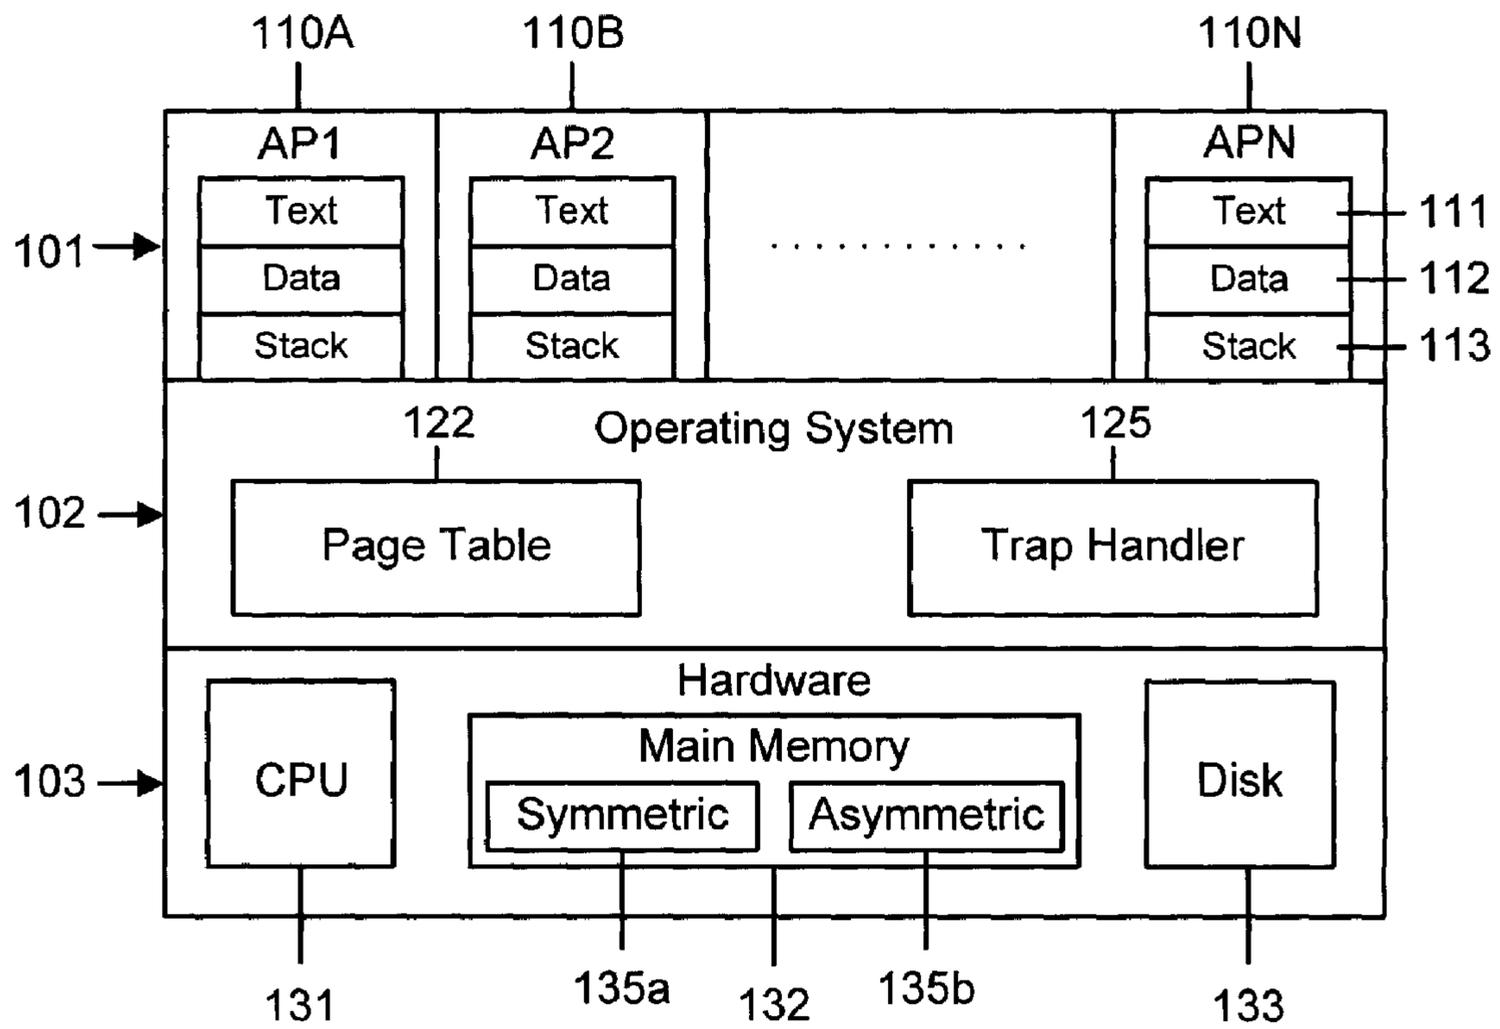 110A 110B 110N
AP1 AP2 APN
Text Text Text 111
101 ...........
Data Data Data 112
Stack Stack Stack 113
122 Operating System 125
102
Page Table Trap Handler
Hardware
Main Memory
103 CPU Disk
Symmetric Asymmetric
131 135a 132 135b 133